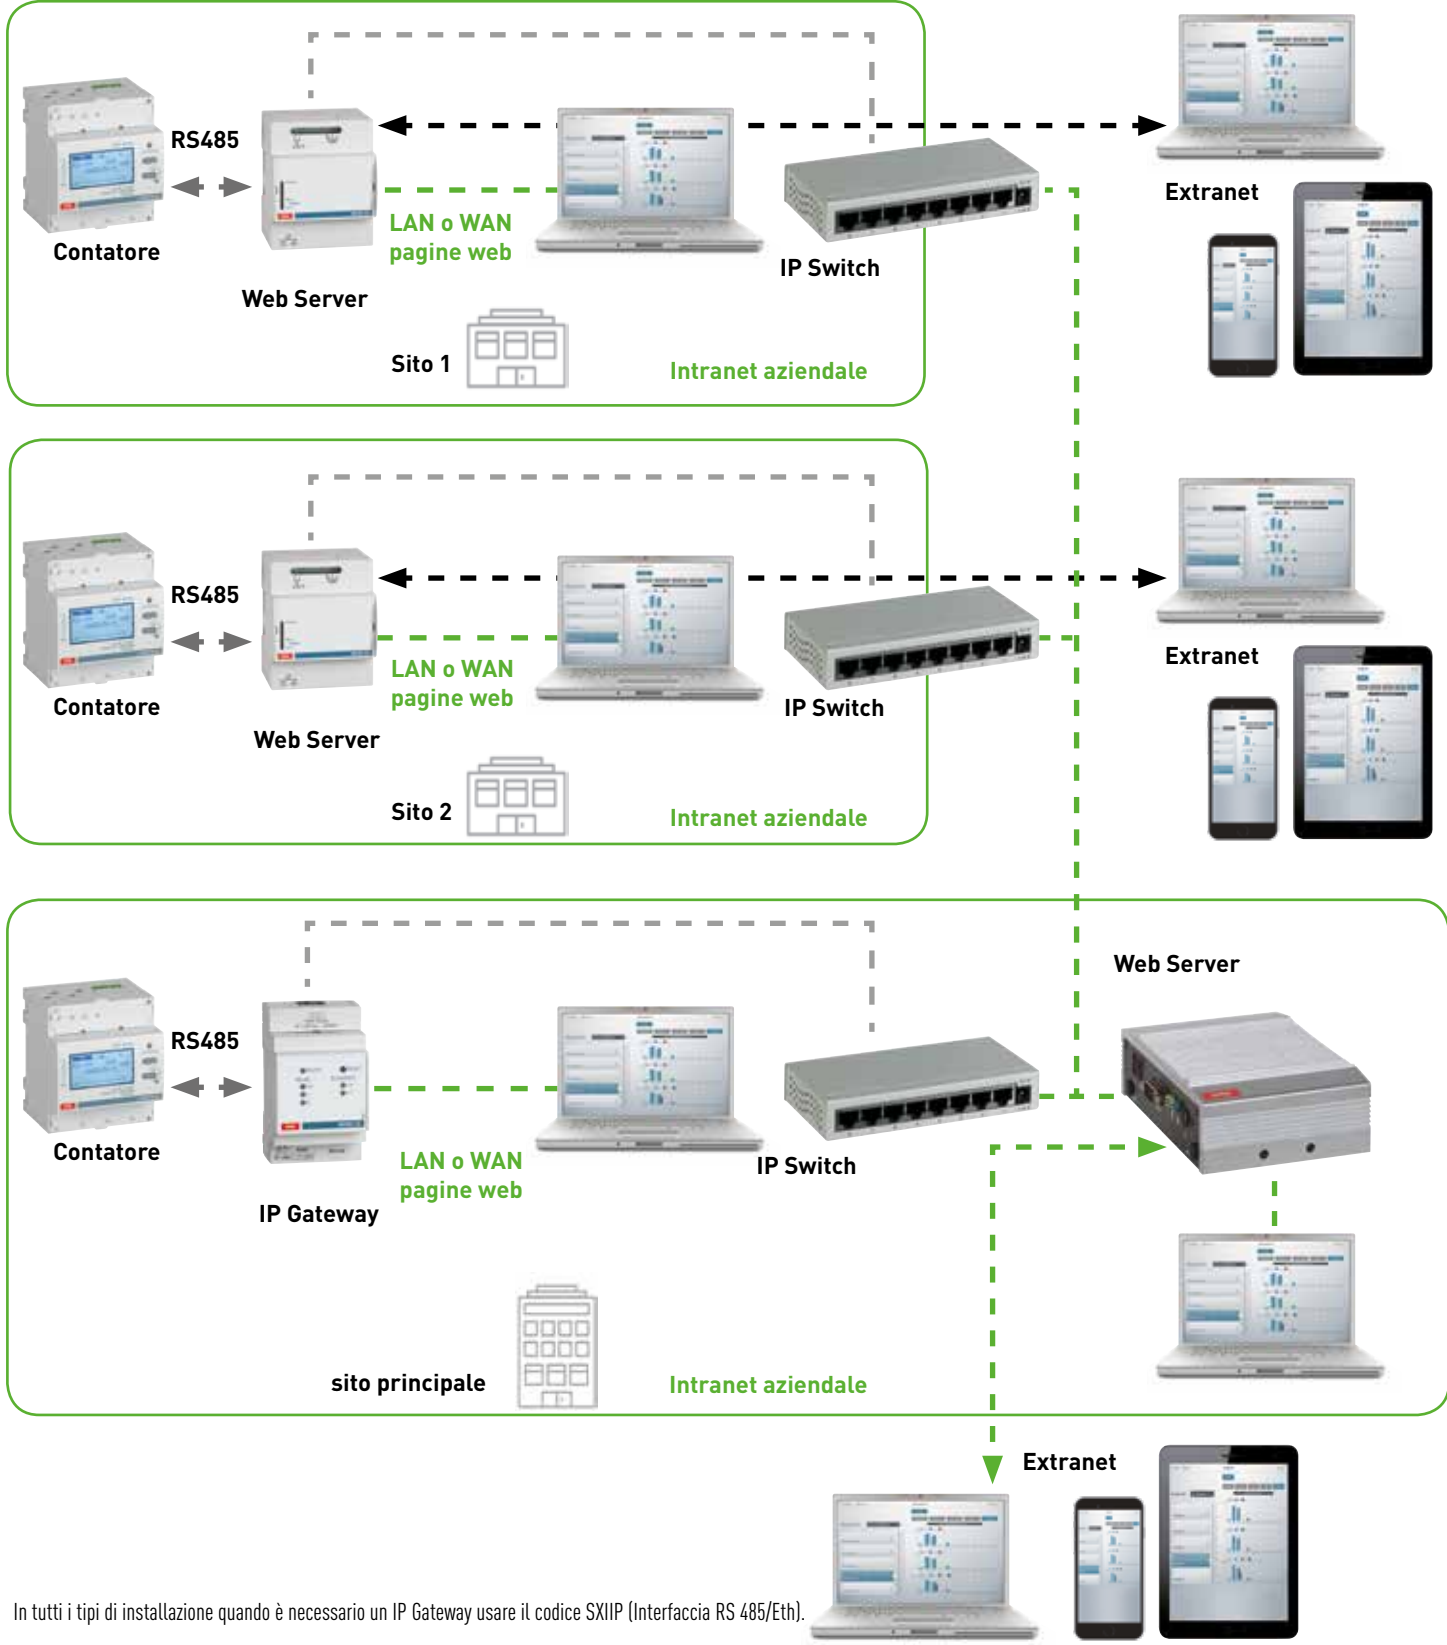 RS485
Contatore
Web Server
LAN o WAN
pagine web
IP Switch
Extranet
Sito 1
Intranet aziendale
RS485
Contatore
Web Server
LAN o WAN
pagine web
IP Switch
Extranet
Sito 2
Intranet aziendale
Web Server
RS485
Contatore
IP Gateway
LAN o WAN
pagine web
IP Switch
sito principale
Intranet aziendale
Extranet
In tutti i tipi di installazione quando è necessario un IP Gateway usare il codice SXIIP (Interfaccia RS 485/Eth).